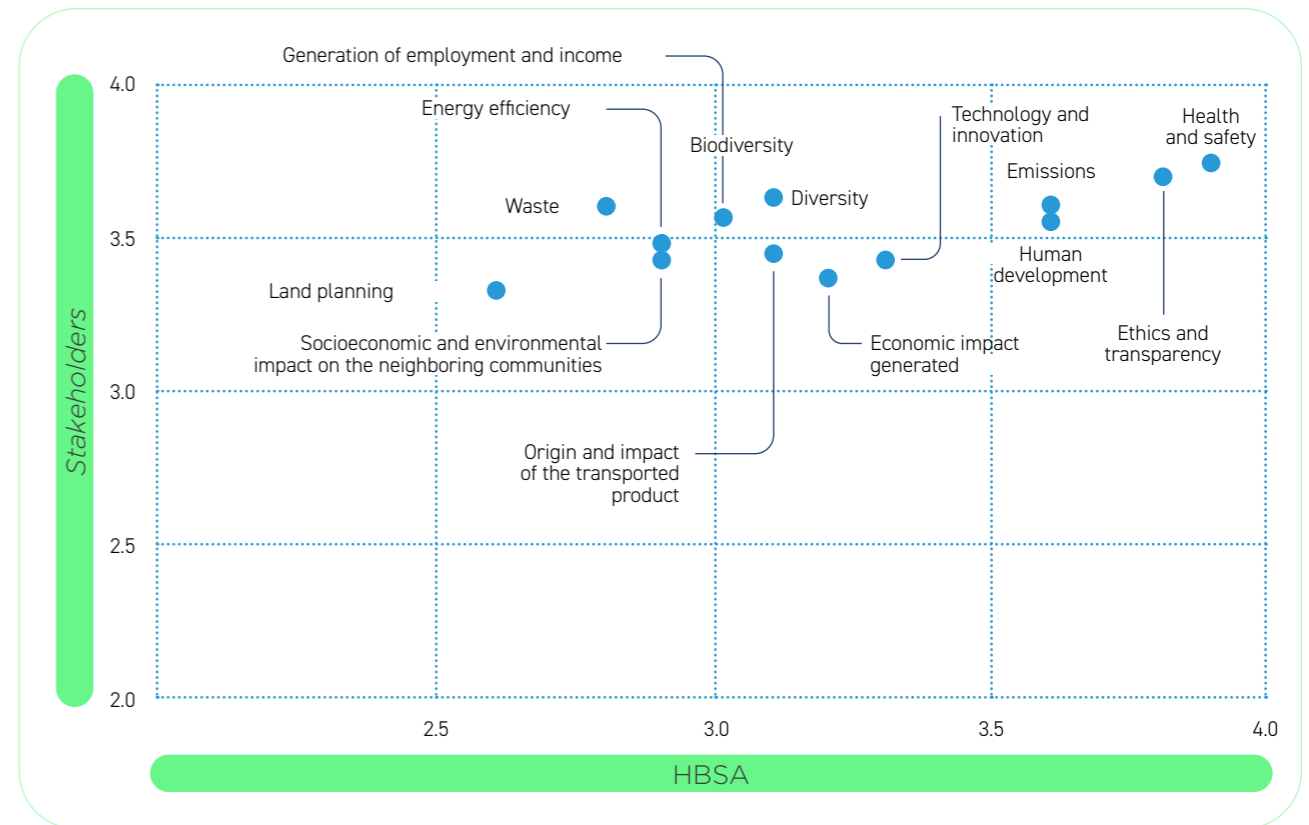 Generation of employment and income
4.0
Energy efficiency
Technology and
innovation
Health
and safety
Biodiversity
Emissions
Waste
Diversity
3.5
Human
development
Land planning
Socioeconomic and environmental
impact on the neighboring communities
Economic impact
generated
Ethics and
transparency
Stakeholders
3.0
Origin and impact
of the transported
product
2.5
2.0
2.5
3.0
3.5
4.0
HBSA